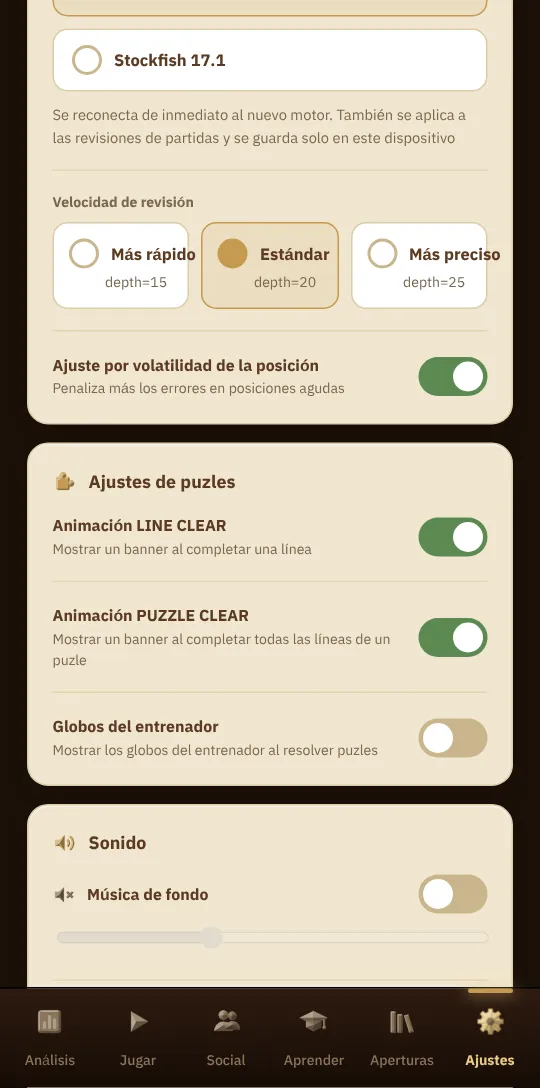 Stockfish 17.1
Se reconecta de inmediato al nuevo motor. También se aplica a
las revisiones de partidas y se guarda solo en este dispositivo
Velocidad de revisión
Más rápido
depth=15
Estándar
depth=20
Más preciso
depth=25
Ajuste por volatilidad de la posición
Penaliza más los errores en posiciones agudas
Ajustes de puzles
Animación LINE CLEAR
Mostrar un banner al completar una línea
Animación PUZZLE CLEAR
Mostrar un banner al completar todas las líneas de un
puzle
Globos del entrenador
Mostrar los globos del entrenador al resolver puzles
Sonido
Música de fondo
Análisis
Jugar
Social
Aprender
Aperturas
Ajustes